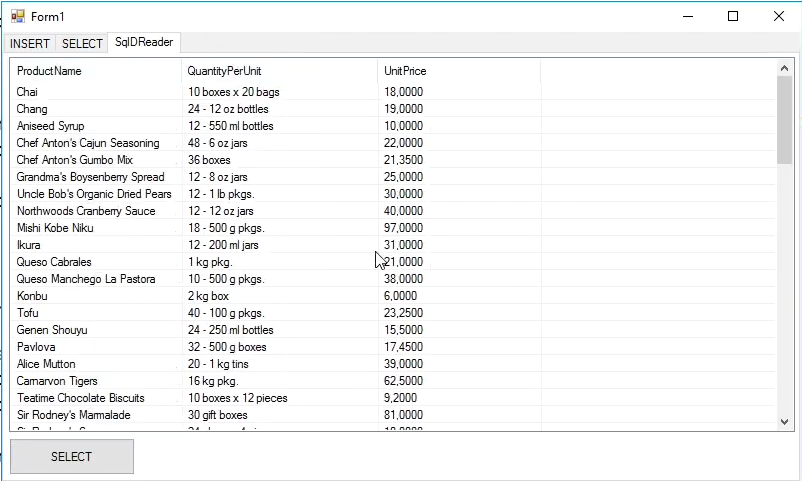 Form1
INSERT SELECT SqlDReader
ProductName QuantityPerUnit UnitPrice
Chai 10 boxes x 20 bags 18,0000
Chang 24 - 12 oz bottles 19,0000
Aniseed Syrup 12 - 550 ml bottles 10,0000
Chef Anton's Cajun Seasoning 48 - 6 oz jars 22,0000
Chef Anton's Gumbo Mix 36 boxes 21,3500
Grandma's Boysenberry Spread 12 - 8 oz jars 25,0000
Uncle Bob's Organic Dried Pears 12 - 1 lb pkgs. 30,0000
Northwoods Cranberry Sauce 12 - 12 oz jars 40,0000
Mishi Kobe Niku 18 - 500 g pkgs. 97,0000
Ikura 12 - 200 ml jars 31,0000
Queso Cabrales 1 kg pkg. 21,0000
Queso Manchego La Pastora 10 - 500 g pkgs. 38,0000
Konbu 2 kg box 6,0000
Tofu 40 - 100 g pkgs. 23,2500
Genen Shouyu 24 - 250 ml bottles 15,5000
Pavlova 32 - 500 g boxes 17,4500
Alice Mutton 20 - 1 kg tins 39,0000
Carnarvon Tigers 16 kg pkg. 62,5000
Teatime Chocolate Biscuits 10 boxes x 12 pieces 9,2000
Sir Rodney's Marmalade 30 gift boxes 81,0000
SELECT